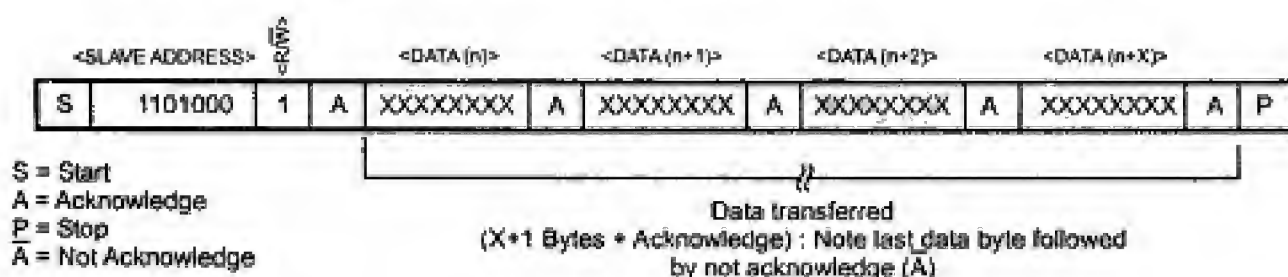 <R/W̅>
<SLAVE ADDRESS> <DATA (n)> <DATA (n+1)> <DATA (n+2)> <DATA (n+X)>
S 1101000 1 A XXXXXXXX A XXXXXXXX A XXXXXXXX A XXXXXXXX A P
S = Start
A = Acknowledge
P = Stop
A̅ = Not Acknowledge
Data transferred
(X+1 Bytes + Acknowledge) : Note last data byte followed
by not acknowledge (A̅)